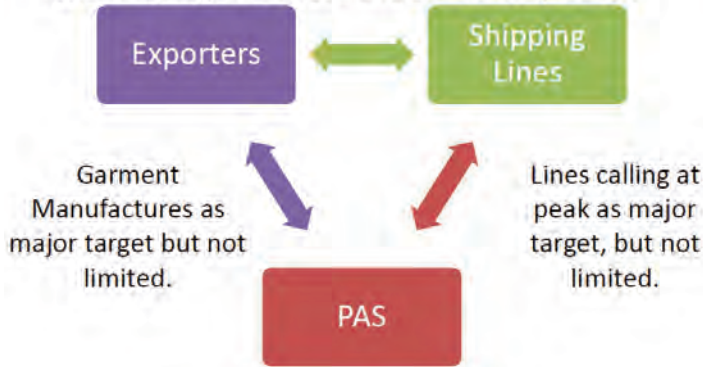 Exporters
Shipping
Lines
Garment
Manufactures as
major target but not
limited.
Lines calling at
peak as major
target, but not
limited.
PAS